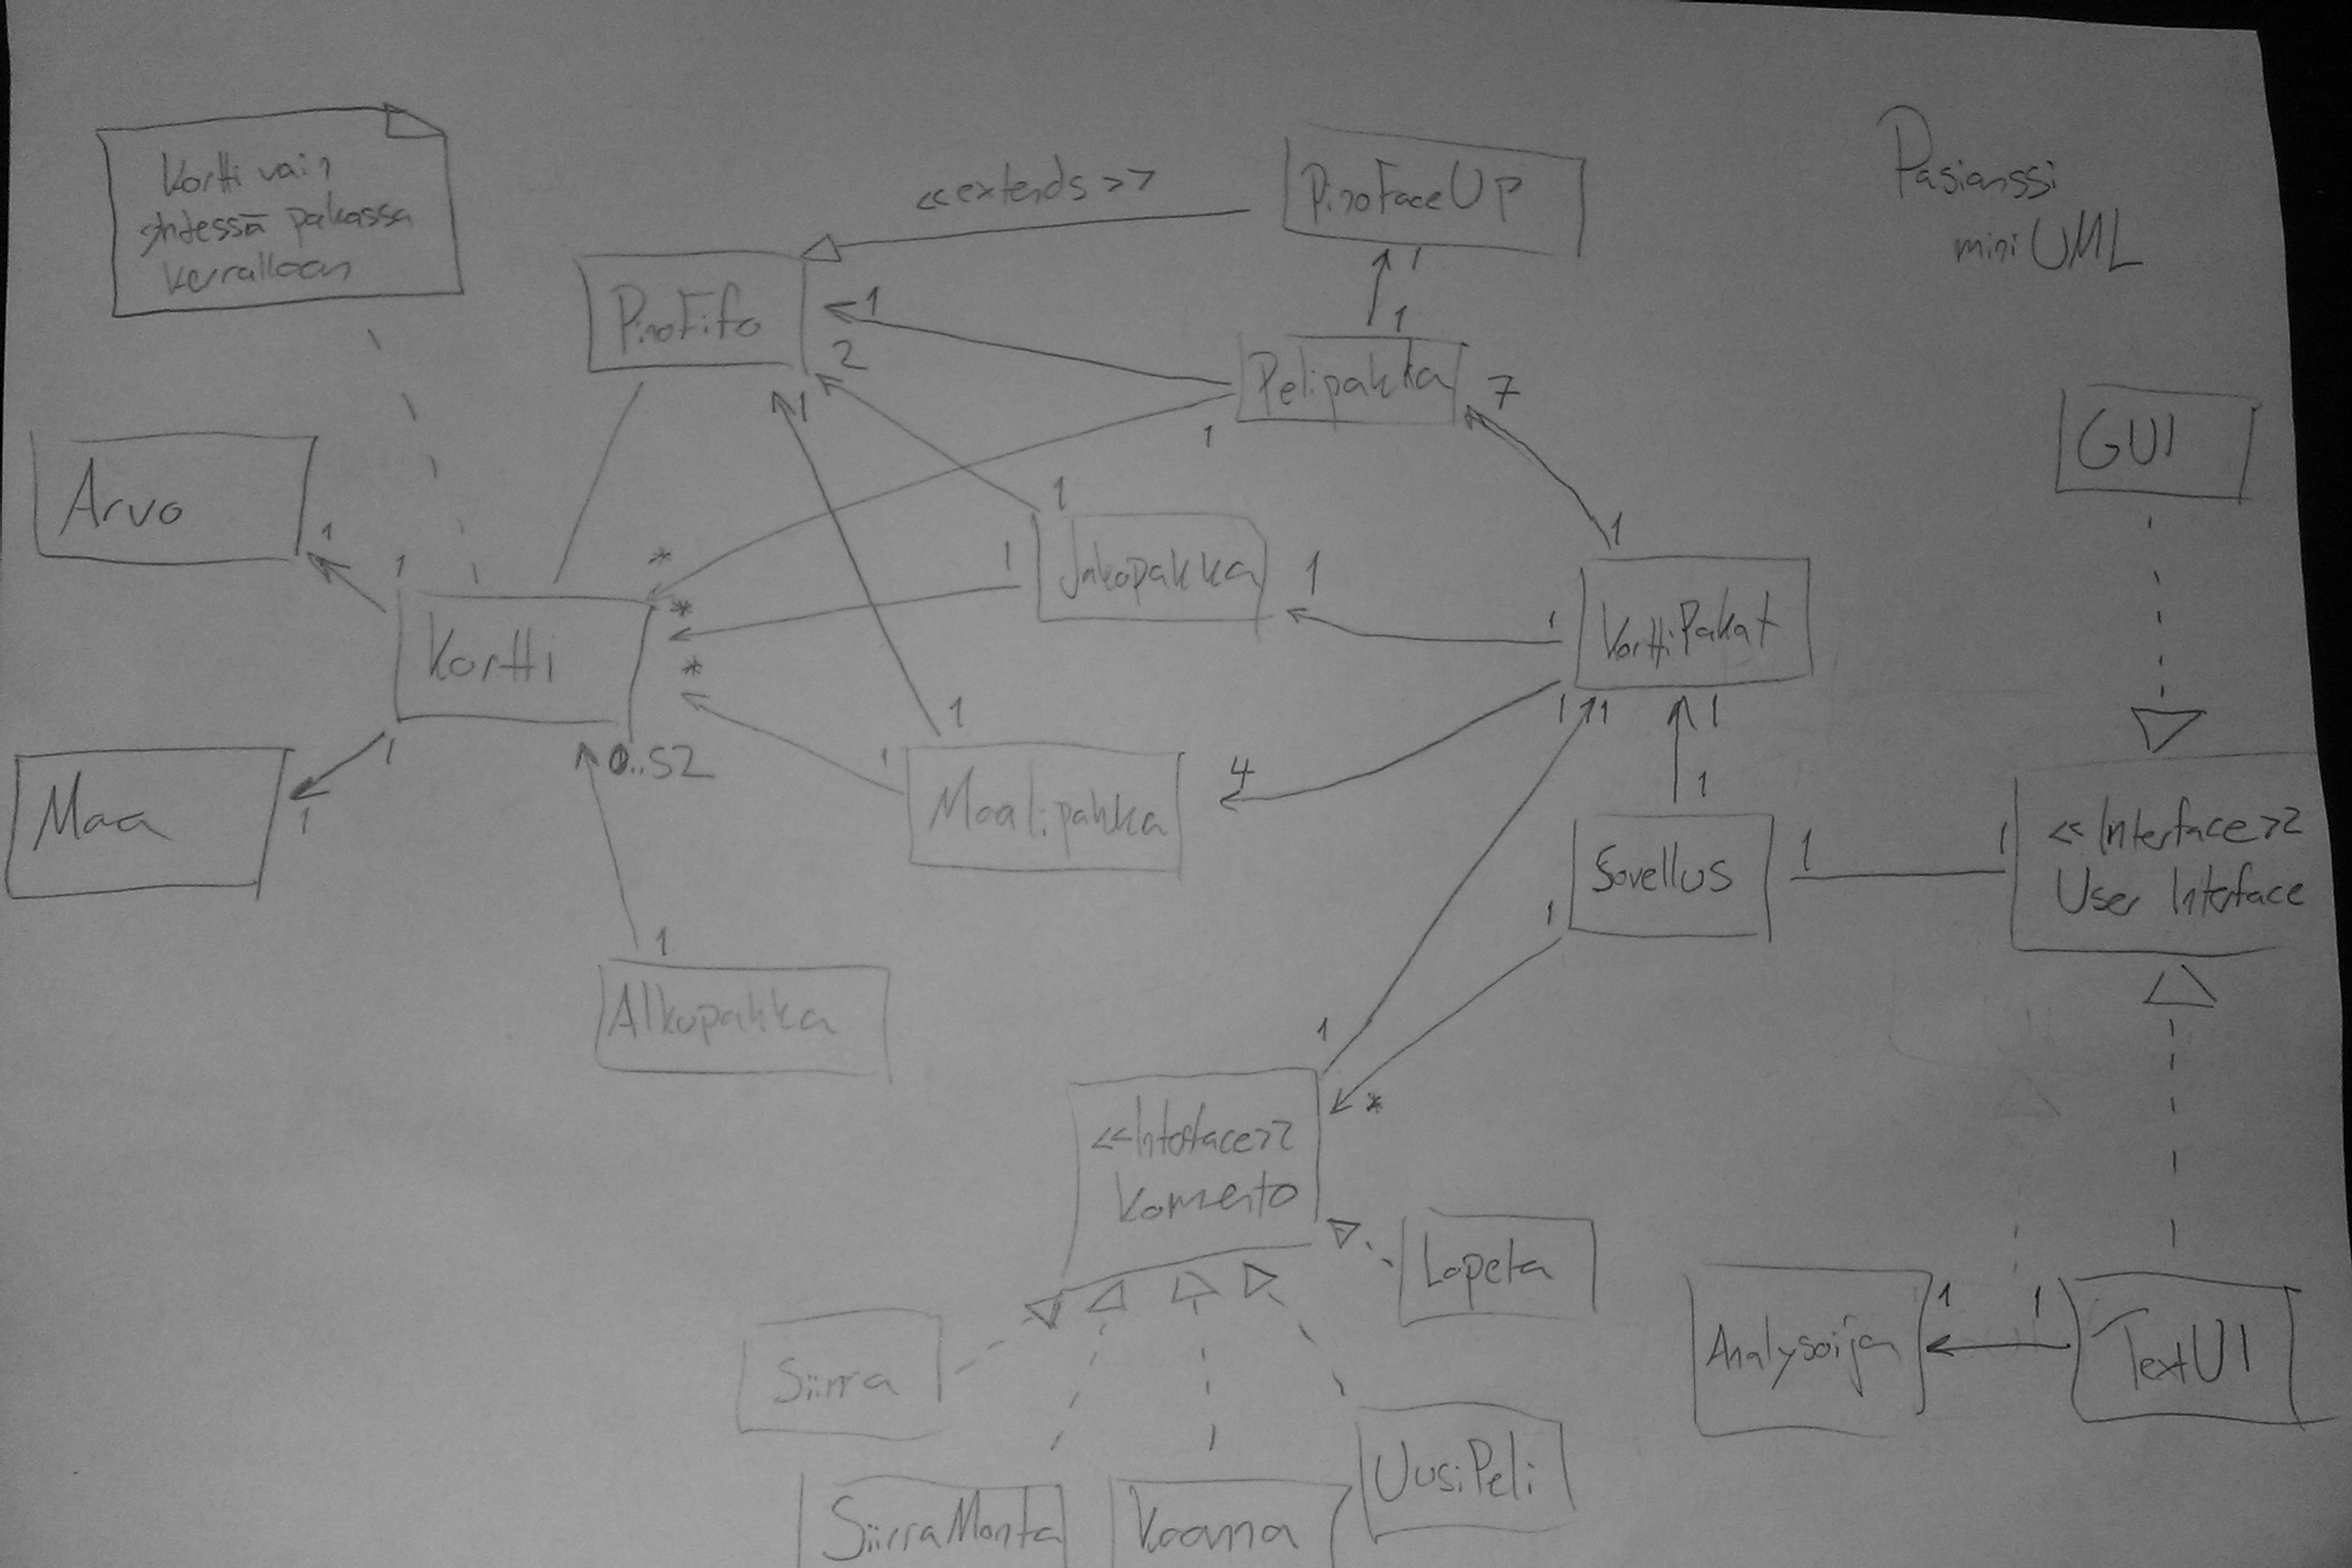 Pasianssi
mini UML
Kortti vain
yhdessä pakassa
kerrallaan
<<extends>>
PinoFaceUp
1
1
PinoFifo
1
2
1
Pelipakka
7
1
GUI
Arvo
1
1
*
1
1
Jakopakka
1
1
1
KorttiPakat
Kortti
*
*
1
1
0..52
Maa
1
1
1
Maalipakka
4
1
1
1
1
Sovellus
1
1
1
<<Interface>>
User Interface
1
Alkupakka
1
*
<<Interface>>
Komento
Lopeta
Siirra
SiirraMonta
Kaanna
UusiPeli
Analysoija
1
1
TextUI